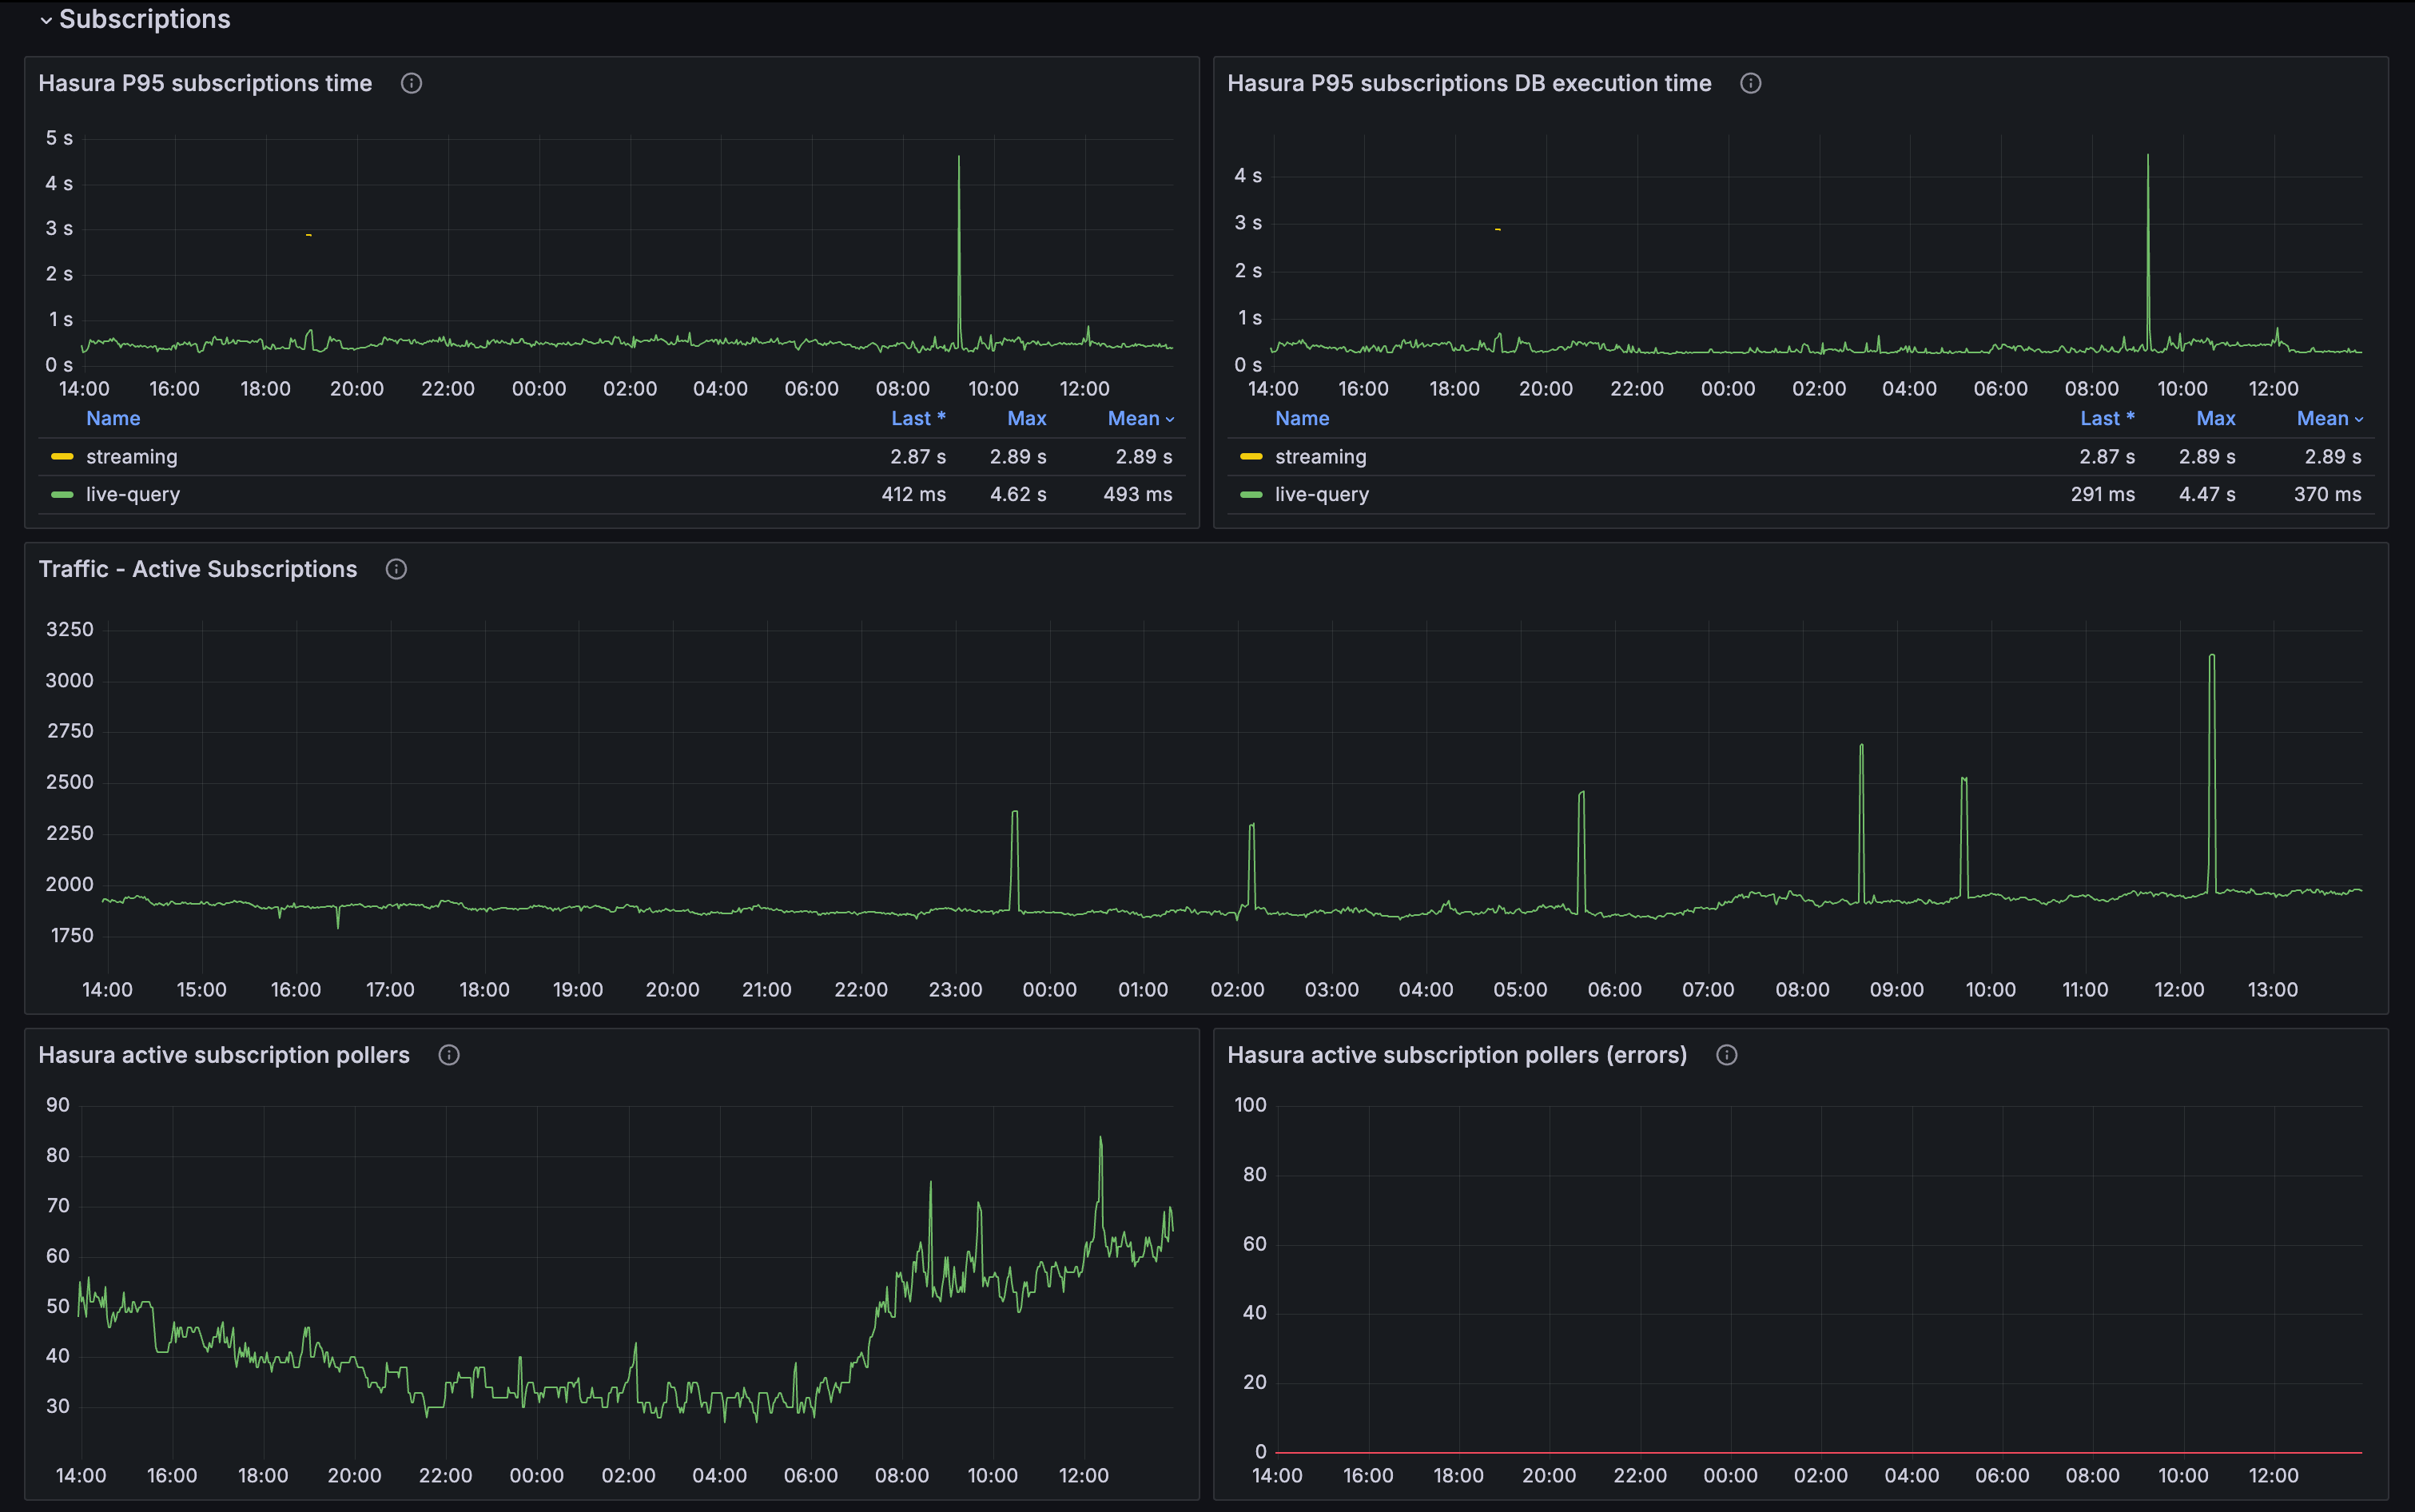 Subscriptions
Hasura P95 subscriptions time
5 s
4 s
3 s
2 s
1 s
0 s
14:00 16:00 18:00 20:00 22:00 00:00 02:00 04:00 06:00 08:00 10:00 12:00
Name Last * Max Mean
streaming 2.87 s 2.89 s 2.89 s
live-query 412 ms 4.62 s 493 ms
Hasura P95 subscriptions DB execution time
4 s
3 s
2 s
1 s
0 s
14:00 16:00 18:00 20:00 22:00 00:00 02:00 04:00 06:00 08:00 10:00 12:00
Name Last * Max Mean
streaming 2.87 s 2.89 s 2.89 s
live-query 291 ms 4.47 s 370 ms
Traffic - Active Subscriptions
3250
3000
2750
2500
2250
2000
1750
14:00 15:00 16:00 17:00 18:00 19:00 20:00 21:00 22:00 23:00 00:00 01:00 02:00 03:00 04:00 05:00 06:00 07:00 08:00 09:00 10:00 11:00 12:00 13:00
Hasura active subscription pollers
90
80
70
60
50
40
30
14:00 16:00 18:00 20:00 22:00 00:00 02:00 04:00 06:00 08:00 10:00 12:00
Hasura active subscription pollers (errors)
100
80
60
40
20
0
14:00 16:00 18:00 20:00 22:00 00:00 02:00 04:00 06:00 08:00 10:00 12:00